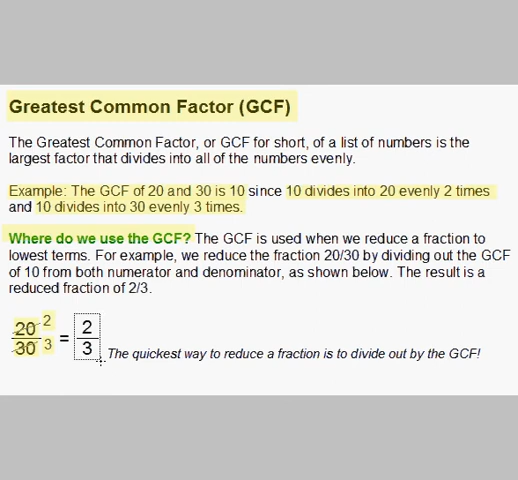 Greatest Common Factor (GCF)
The Greatest Common Factor, or GCF for short, of a list of numbers is the
largest factor that divides into all of the numbers evenly.
Example: The GCF of 20 and 30 is 10 since 10 divides into 20 evenly 2 times
and 10 divides into 30 evenly 3 times.
Where do we use the GCF? The GCF is used when we reduce a fraction to
lowest terms. For example, we reduce the fraction 20/30 by dividing out the GCF
of 10 from both numerator and denominator, as shown below. The result is a
reduced fraction of 2/3.
20 2 2
=
30 3 3
The quickest way to reduce a fraction is to divide out by the GCF!